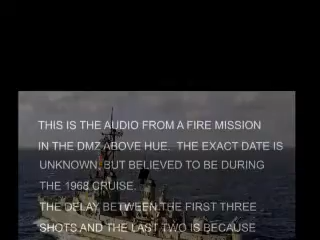 THIS IS THE AUDIO FROM A FIRE MISSION
IN THE DMZ ABOVE HUE. THE EXACT DATE IS
UNKNOWN, BUT BELIEVED TO BE DURING
THE 1968 CRUISE.
THE DELAY BETWEEN THE FIRST THREE
SHOTS AND THE LAST TWO IS BECAUSE